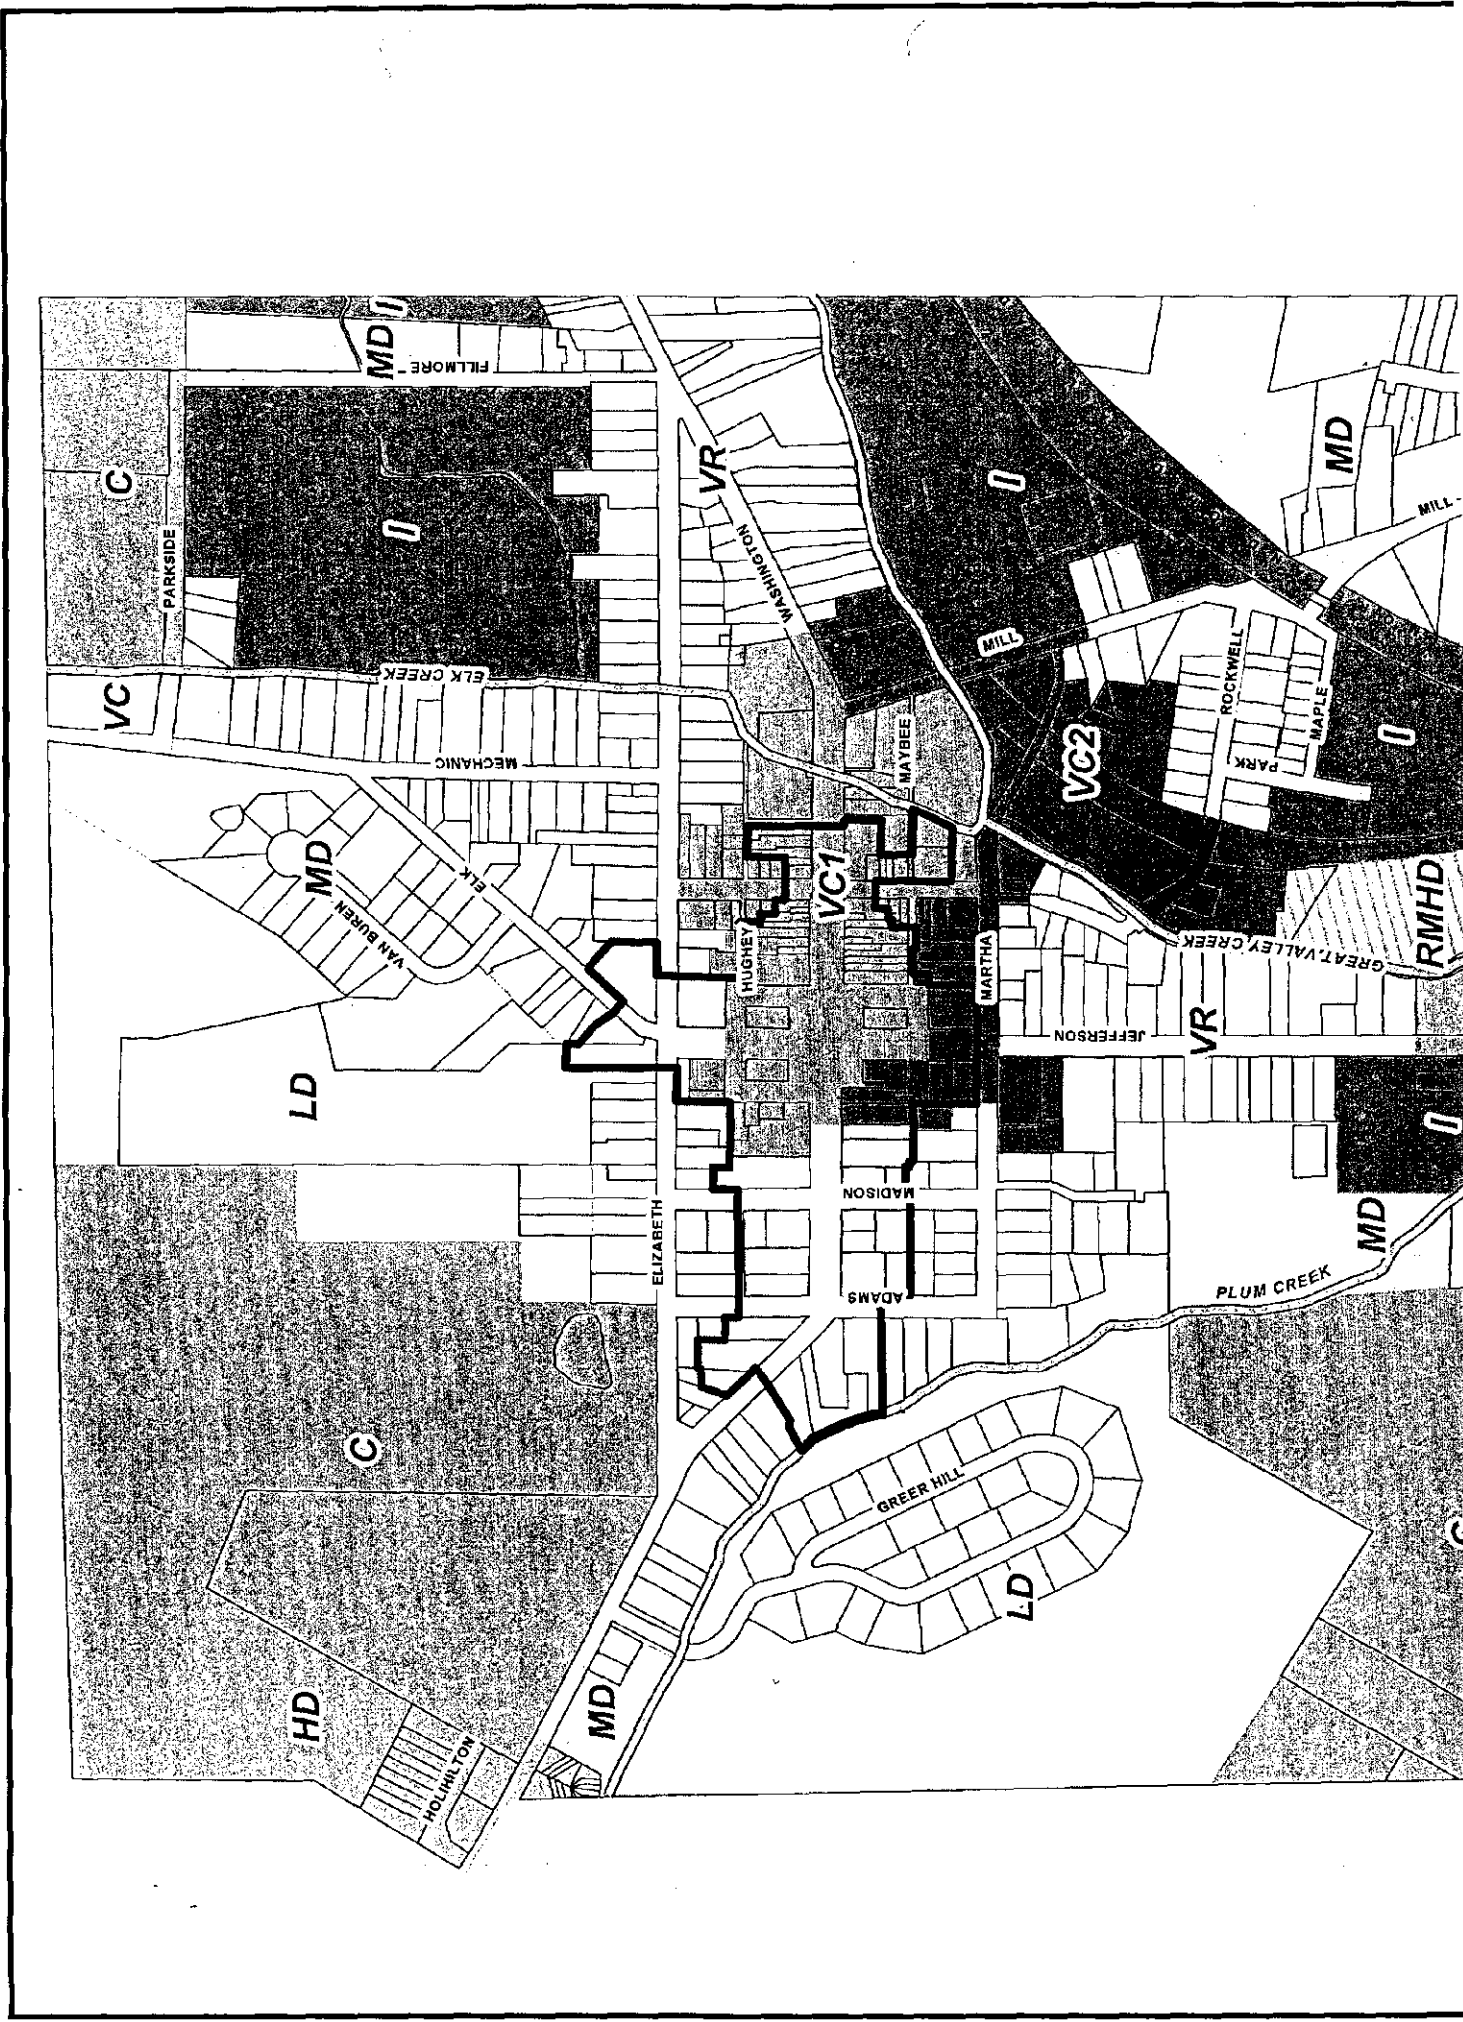 C
I
MD
FILLMORE
PARKSIDE
I
VR
WASHINGTON
I
MD
MILL
MILL
ROCKWELL
MAPLE
PARK
I
VC
ELK CREEK
MECHANIC
MAYBEE
VC2
MD
VAN BUREN
ELK
HUGHEY
VC1
MARTHA
GREAT VALLEY CREEK
RMHD
JEFFERSON
VR
LD
I
ELIZABETH
MADISON
MD
ADAMS
PLUM CREEK
C
GREER HILL
LD
C
HD
HOLIHILTON
MD